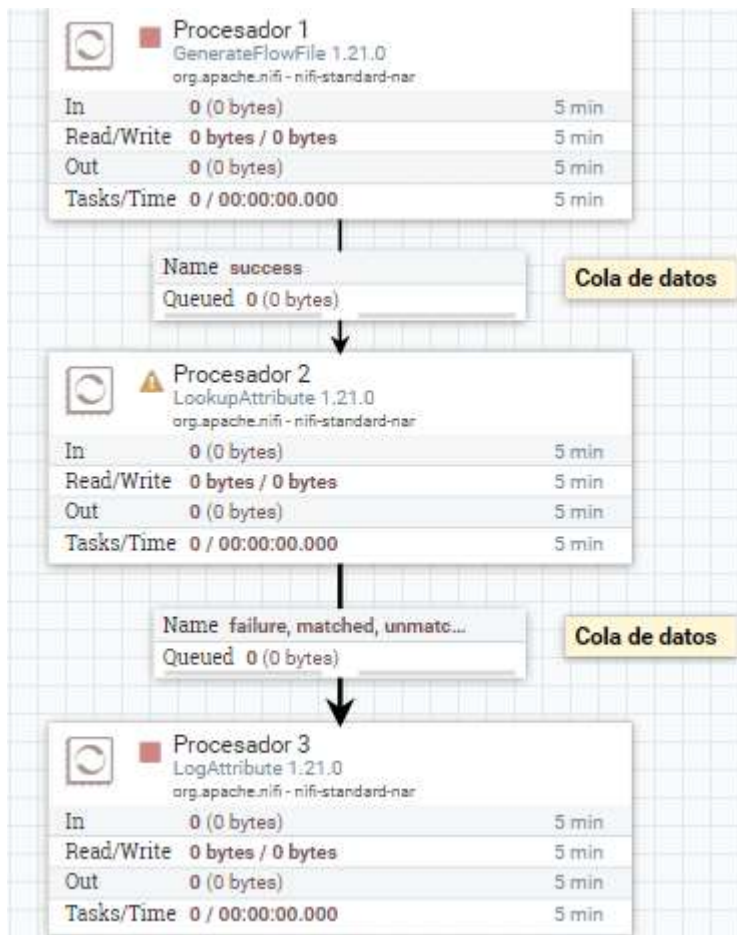 Procesador 1
GenerateFlowFile 1.21.0
org.apache.nifi - nifi-standard-nar
In 0 (0 bytes) 5 min
Read/Write 0 bytes / 0 bytes 5 min
Out 0 (0 bytes) 5 min
Tasks/Time 0 / 00:00:00.000 5 min
Name success
Queued 0 (0 bytes)
Cola de datos
Procesador 2
LookupAttribute 1.21.0
org.apache.nifi - nifi-standard-nar
In 0 (0 bytes) 5 min
Read/Write 0 bytes / 0 bytes 5 min
Out 0 (0 bytes) 5 min
Tasks/Time 0 / 00:00:00.000 5 min
Name failure, matched, unmatc...
Queued 0 (0 bytes)
Cola de datos
Procesador 3
LogAttribute 1.21.0
org.apache.nifi - nifi-standard-nar
In 0 (0 bytes) 5 min
Read/Write 0 bytes / 0 bytes 5 min
Out 0 (0 bytes) 5 min
Tasks/Time 0 / 00:00:00.000 5 min